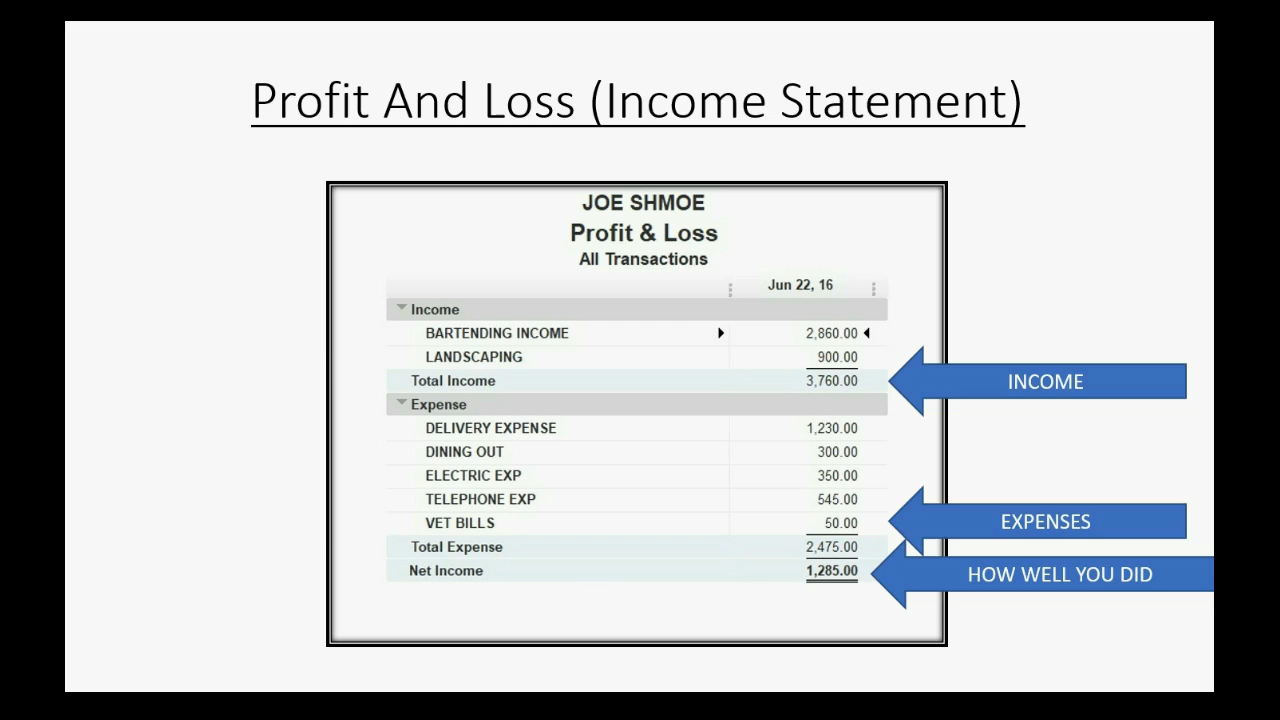 Profit And Loss (Income Statement)
JOE SHMOE
Profit & Loss
All Transactions
Jun 22, 16
Income
BARTENDING INCOME 2,860.00
LANDSCAPING 900.00
Total Income 3,760.00
INCOME
Expense
DELIVERY EXPENSE 1,230.00
DINING OUT 300.00
ELECTRIC EXP 350.00
TELEPHONE EXP 545.00
VET BILLS 50.00
EXPENSES
Total Expense 2,475.00
Net Income 1,285.00
HOW WELL YOU DID